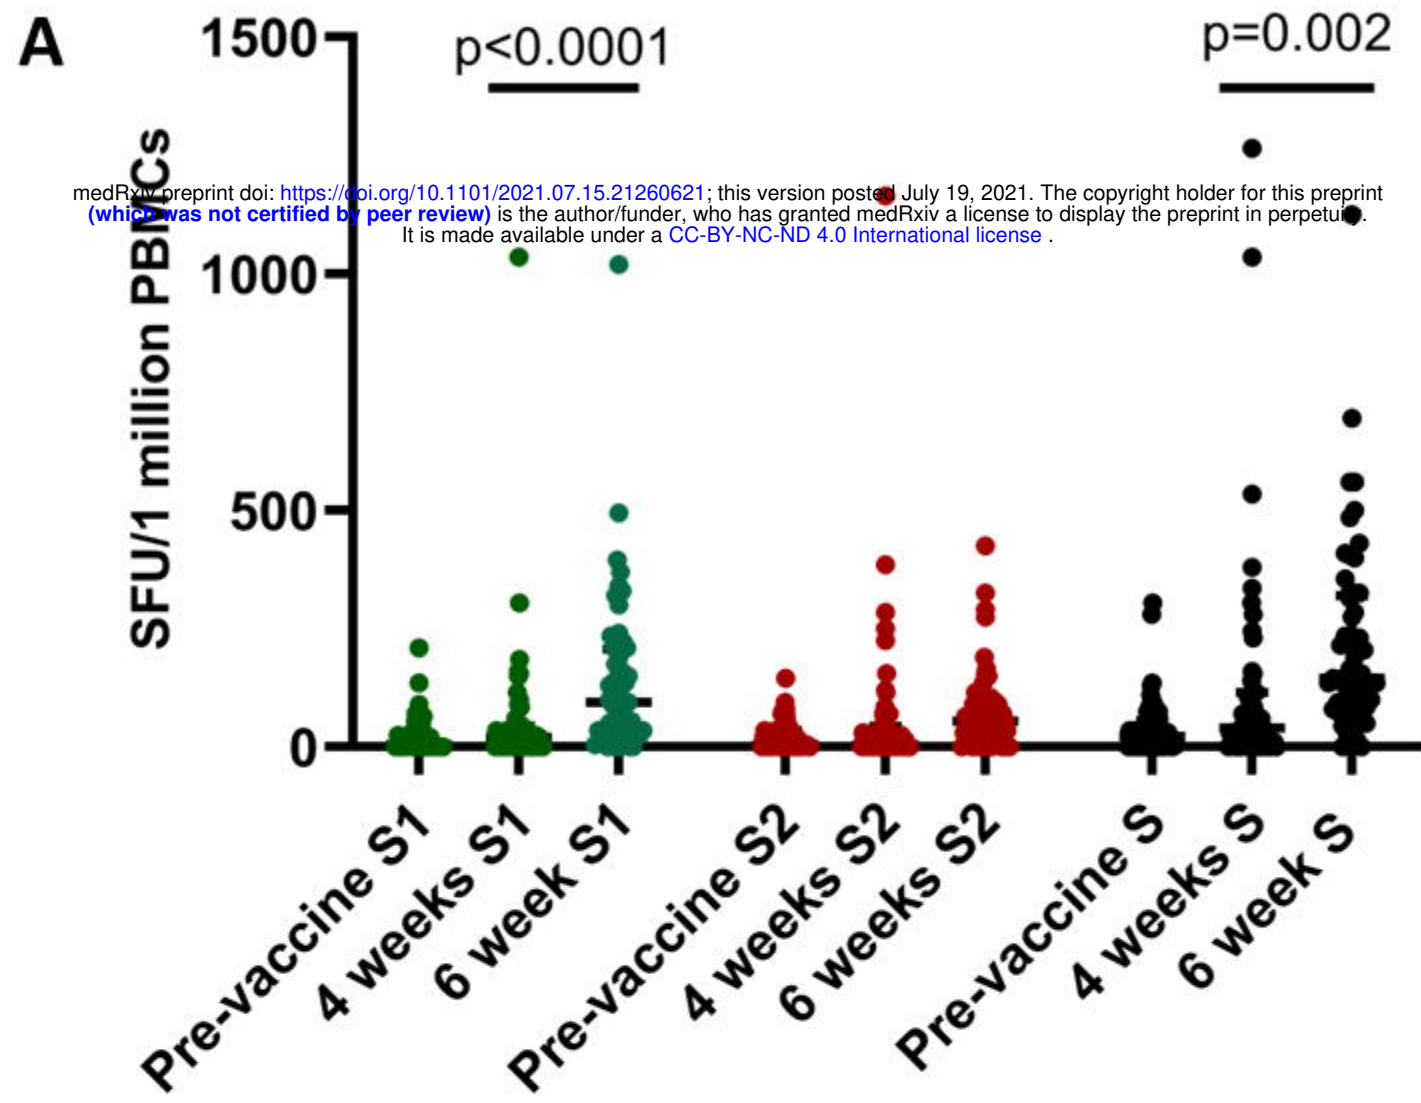 A
1500
p<0.0001
p=0.002
medRxiv preprint doi: https://doi.org/10.1101/2021.07.15.21260621; this version posted July 19, 2021. The copyright holder for this preprint
(which was not certified by peer review) is the author/funder, who has granted medRxiv a license to display the preprint in perpetuity.
It is made available under a CC-BY-NC-ND 4.0 International license .
SFU/1 million PBMCs
1000
500
0
Pre-vaccine S1
4 weeks S1
6 week S1
Pre-vaccine S2
4 weeks S2
6 weeks S2
Pre-vaccine S
4 weeks S
6 week S